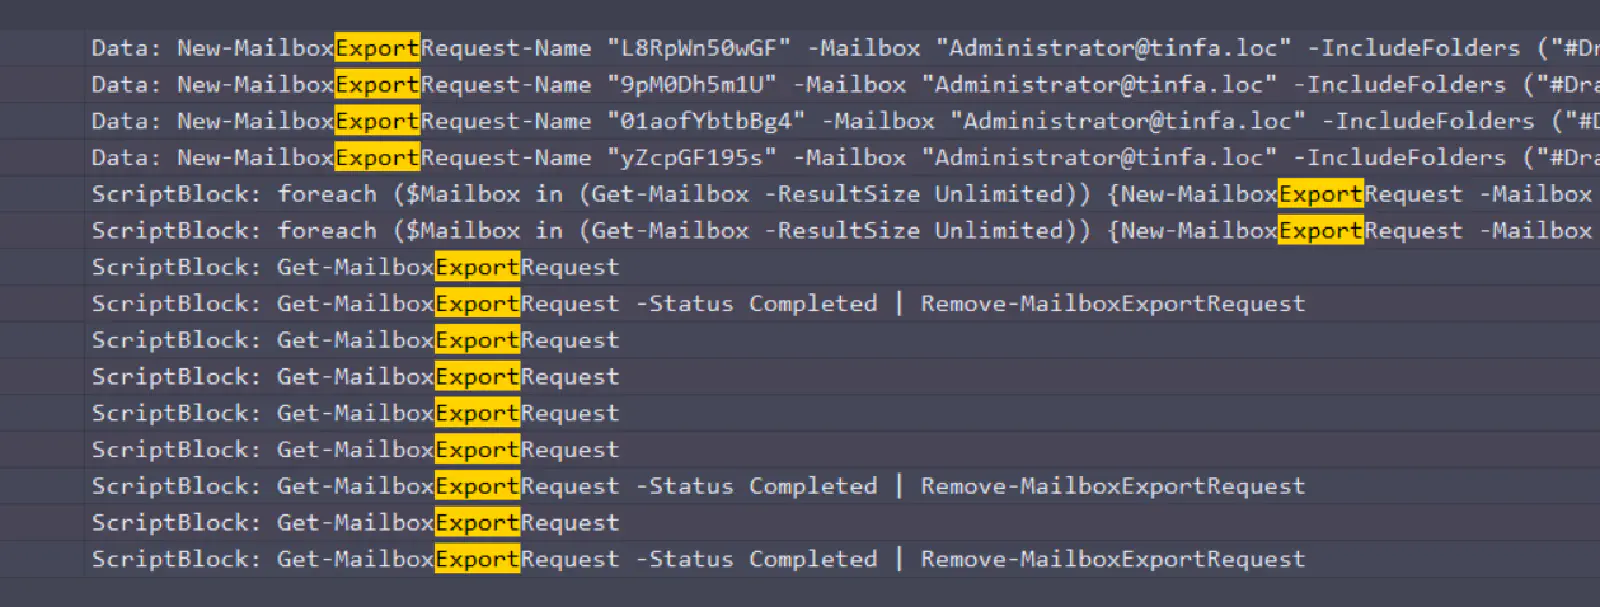 Data: New-MailboxExportRequest-Name "L8RpWn50wGF" -Mailbox "Administrator@tinfa.loc" -IncludeFolders ("#Dr
Data: New-MailboxExportRequest-Name "9pM0Dh5m1U" -Mailbox "Administrator@tinfa.loc" -IncludeFolders ("#Dra
Data: New-MailboxExportRequest-Name "01aofYbtbBg4" -Mailbox "Administrator@tinfa.loc" -IncludeFolders ("#D
Data: New-MailboxExportRequest-Name "yZcpGF195s" -Mailbox "Administrator@tinfa.loc" -IncludeFolders ("#Dra
ScriptBlock: foreach ($Mailbox in (Get-Mailbox -ResultSize Unlimited)) {New-MailboxExportRequest -Mailbox
ScriptBlock: foreach ($Mailbox in (Get-Mailbox -ResultSize Unlimited)) {New-MailboxExportRequest -Mailbox
ScriptBlock: Get-MailboxExportRequest
ScriptBlock: Get-MailboxExportRequest -Status Completed | Remove-MailboxExportRequest
ScriptBlock: Get-MailboxExportRequest
ScriptBlock: Get-MailboxExportRequest
ScriptBlock: Get-MailboxExportRequest
ScriptBlock: Get-MailboxExportRequest
ScriptBlock: Get-MailboxExportRequest -Status Completed | Remove-MailboxExportRequest
ScriptBlock: Get-MailboxExportRequest
ScriptBlock: Get-MailboxExportRequest -Status Completed | Remove-MailboxExportRequest